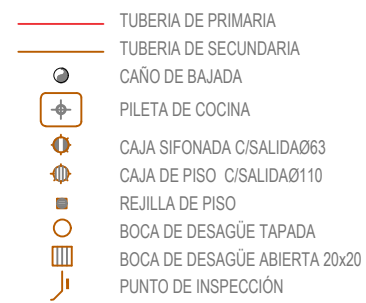 TUBERIA DE PRIMARIA
TUBERIA DE SECUNDARIA
CAÑO DE BAJADA
PILETA DE COCINA
CAJA SIFONADA C/SALIDAØ63
CAJA DE PISO C/SALIDAØ110
REJILLA DE PISO
BOCA DE DESAGÜE TAPADA
BOCA DE DESAGÜE ABIERTA 20x20
PUNTO DE INSPECCIÓN